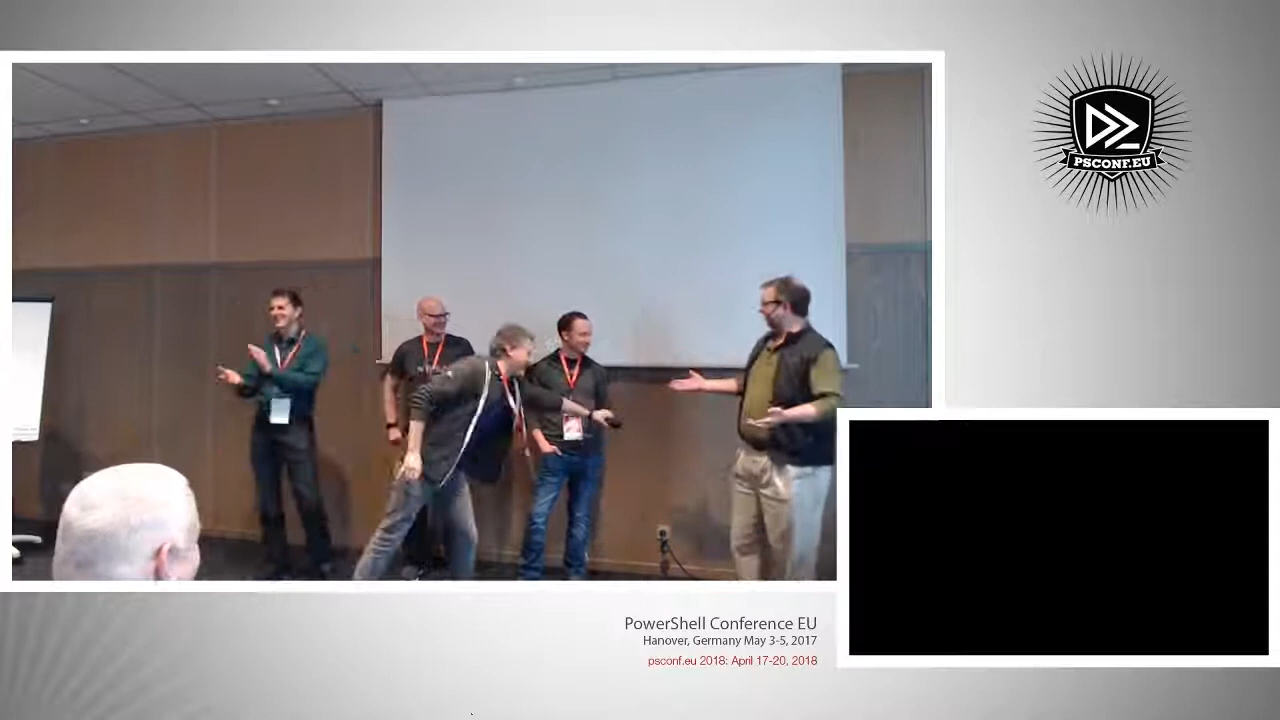 PSCONF.EU
PowerShell Conference EU
Hanover, Germany May 3-5, 2017
psconf.eu 2018: April 17-20, 2018